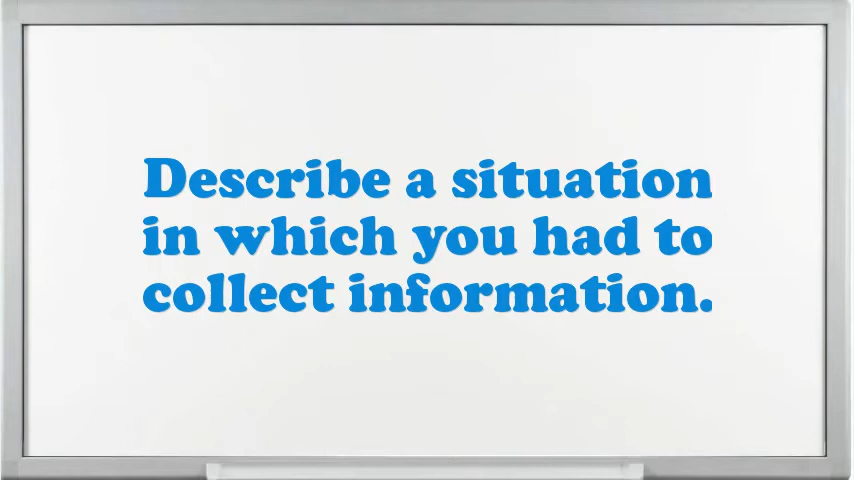 Describe a situation
in which you had to
collect information.